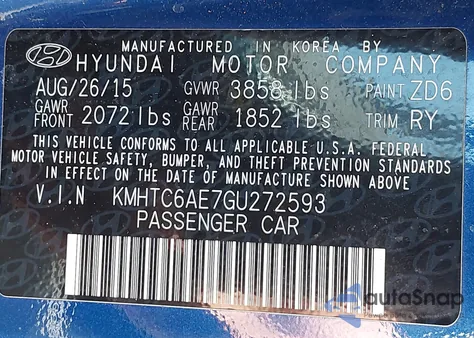 MANUFACTURED IN KOREA BY
HYUNDAI MOTOR COMPANY
AUG/26/15 GVWR 3858 lbs PAINT ZD6
GAWR FRONT 2072 lbs GAWR REAR 1852 lbs TRIM RY
THIS VEHICLE CONFORMS TO ALL APPLICABLE U.S.A. FEDERAL
MOTOR VEHICLE SAFETY, BUMPER, AND THEFT PREVENTION STANDARDS
IN EFFECT ON THE DATE OF MANUFACTURE SHOWN ABOVE.
V.I.N KMHTC6AE7GU272593
PASSENGER CAR
autoSnap